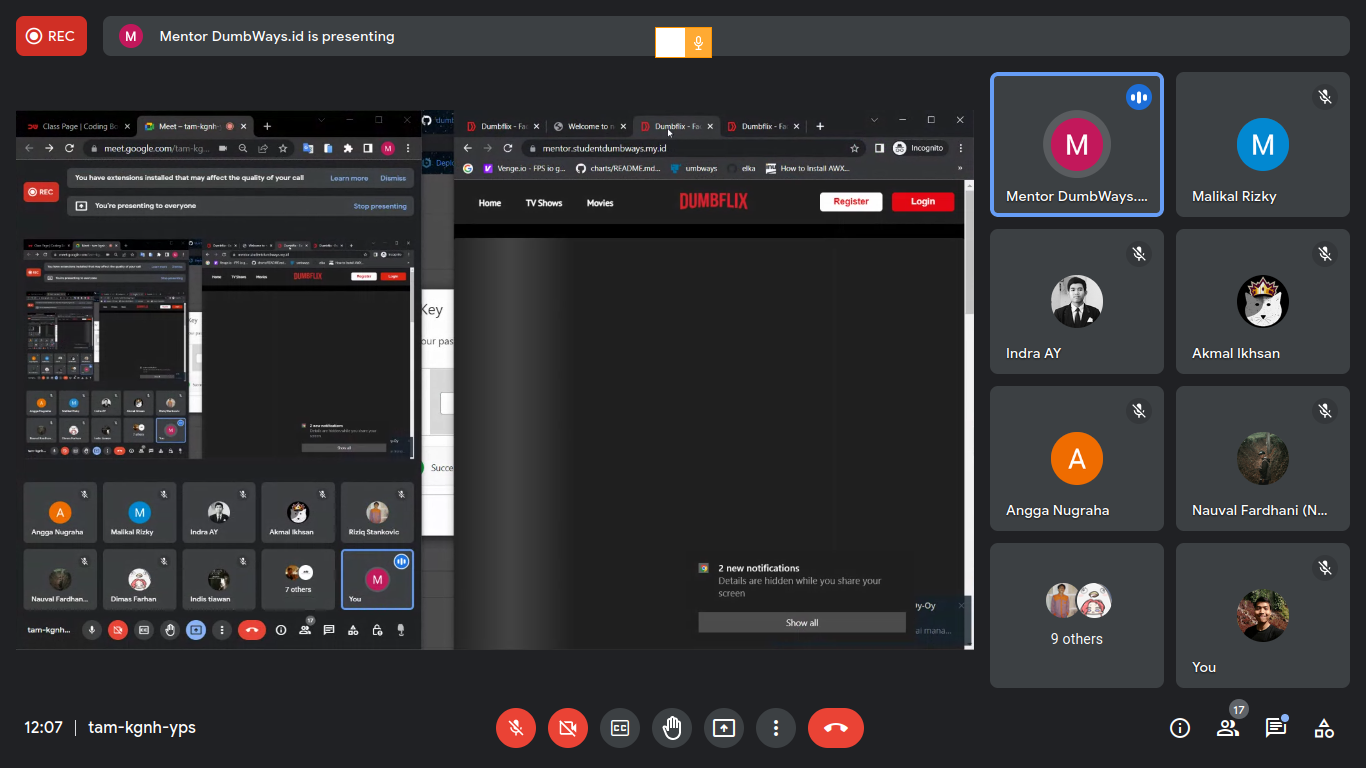 REC
M
Mentor DumbWays.id is presenting
Class Page | Coding Bo
Meet – tam-kgnh-
meet.google.com/tam-kg...
M
REC
You have extensions installed that may affect the quality of your call
Learn more
Dismiss
You're presenting to everyone
Stop presenting
Angga Nugraha
Malikal Rizky
Indra AY
Akmal Ikhsan
Riziq Stankovic
Nauval Fardhan...
Dimas Farhan
Indis tiawan
7 others
You
tam-kgnh...
17
Key
our pas
Succe
Dumbflix - Fac
Welcome to n
Dumbflix - Fa
Dumbflix - Fa
mentor.studentdumbways.my.id
Incognito
Venge.io - FPS io g...
charts/README.md...
umbways
elka
How to Install AWX...
»
Home
TV Shows
Movies
DUMBFLIX
Register
Login
2 new notifications
Details are hidden while you share your
screen
Show all
oy-Oy
al mana...
M
Mentor DumbWays....
M
Malikal Rizky
Indra AY
Akmal Ikhsan
A
Angga Nugraha
Nauval Fardhani (N...
9 others
You
12:07 | tam-kgnh-yps
17